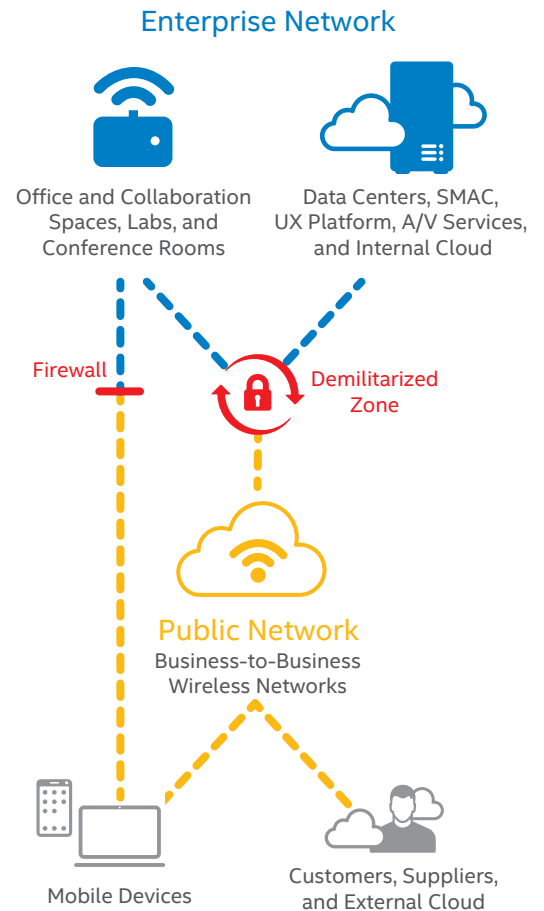 Enterprise Network
Office and Collaboration
Spaces, Labs, and
Conference Rooms
Data Centers, SMAC,
UX Platform, A/V Services,
and Internal Cloud
Firewall
Demilitarized
Zone
Public Network
Business-to-Business
Wireless Networks
Mobile Devices
Customers, Suppliers,
and External Cloud